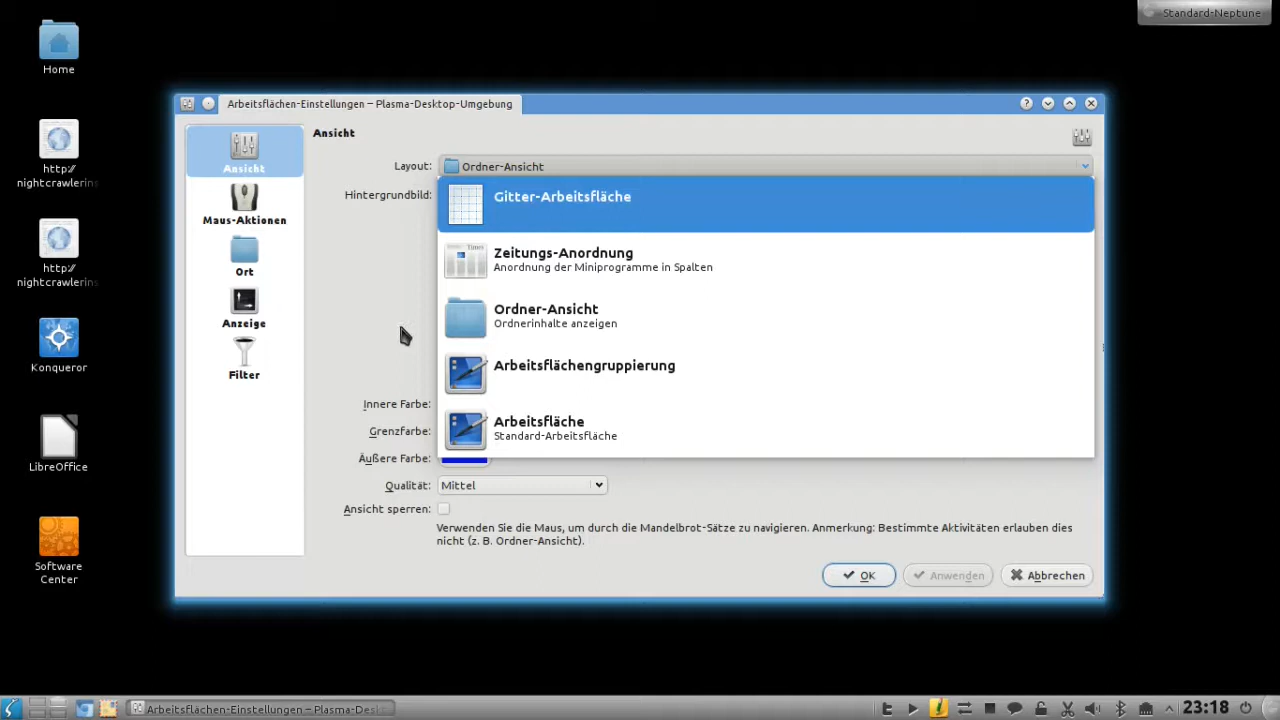 Standard-Neptune
Home
http://
nightcrawlerins
http://
nightcrawlerins
Konqueror
LibreOffice
Software
Center
Arbeitsflächen-Einstellungen – Plasma-Desktop-Umgebung
Ansicht
Maus-Aktionen
Ort
Anzeige
Filter
Ansicht
Layout: Ordner-Ansicht
Hintergrundbild:
Gitter-Arbeitsfläche
Zeitungs-Anordnung
Anordnung der Miniprogramme in Spalten
Ordner-Ansicht
Ordnerinhalte anzeigen
Arbeitsflächengruppierung
Arbeitsfläche
Standard-Arbeitsfläche
Innere Farbe:
Grenzfarbe:
Äußere Farbe:
Qualität: Mittel
Ansicht sperren:
Verwenden Sie die Maus, um durch die Mandelbrot-Sätze zu navigieren. Anmerkung: Bestimmte Aktivitäten erlauben dies
nicht (z. B. Ordner-Ansicht).
OK Anwenden Abbrechen
Arbeitsflächen-Einstellungen – Plasma-Desk
23:18